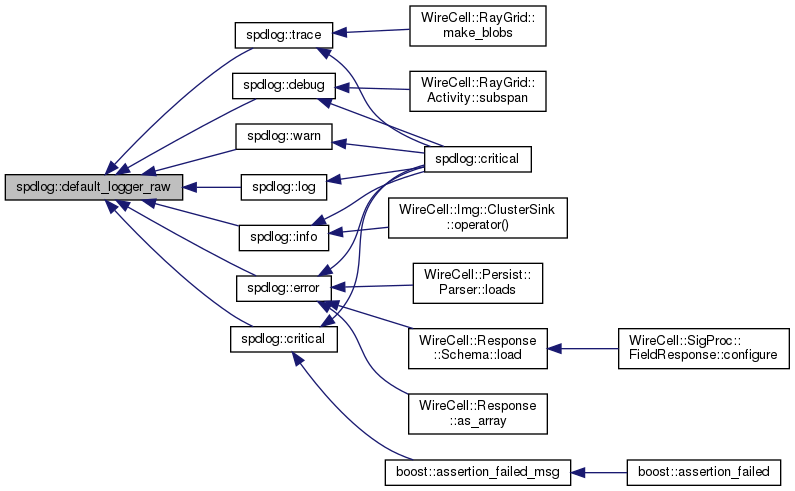 spdlog::default_logger_raw
spdlog::trace
WireCell::RayGrid::
make_blobs
spdlog::debug
WireCell::RayGrid::
Activity::subspan
spdlog::warn
spdlog::critical
spdlog::log
spdlog::info
WireCell::Img::ClusterSink
::operator()
spdlog::error
WireCell::Persist::
Parser::loads
spdlog::critical
WireCell::Response
::Schema::load
WireCell::SigProc::
FieldResponse::configure
WireCell::Response
::as_array
boost::assertion_failed_msg
boost::assertion_failed